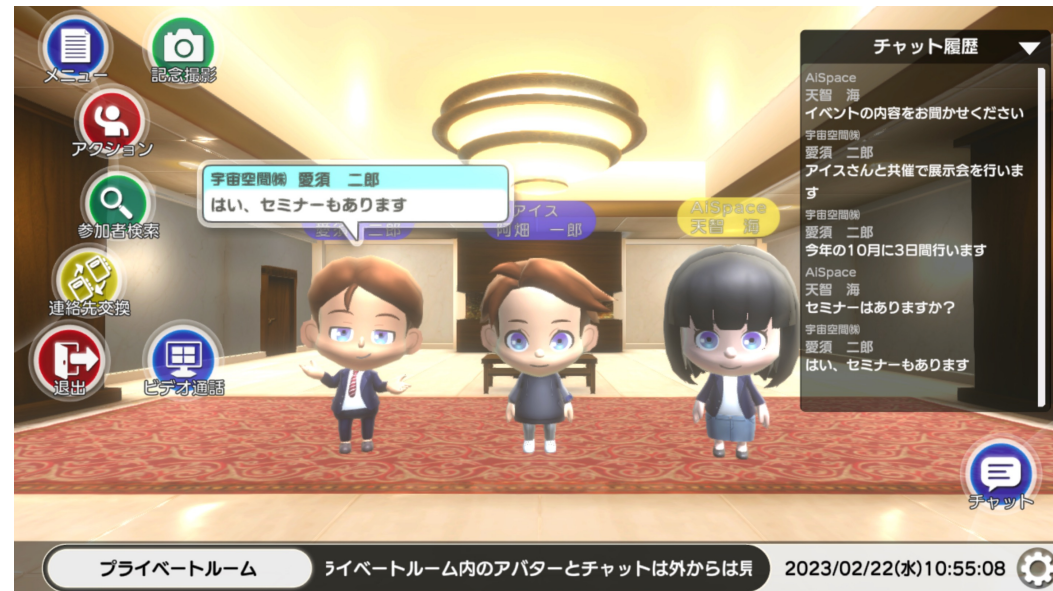 メニュー
記念撮影
アクション
参加者検索
連絡先交換
退出
ビデオ通話
宇宙空間㈱ 愛須 二郎
はい、セミナーもあります
愛須 二郎
アイス
阿畑 一郎
AiSpace
天智 海
チャット履歴
AiSpace
天智 海
イベントの内容をお聞かせください
宇宙空間㈱
愛須 二郎
アイスさんと共催で展示会を行いま
す
宇宙空間㈱
愛須 二郎
今年の10月に3日間行います
AiSpace
天智 海
セミナーはありますか?
宇宙空間㈱
愛須 二郎
はい、セミナーもあります
チャット
プライベートルーム
ライベートルーム内のアバターとチャットは外からは見
2023/02/22(水)10:55:08